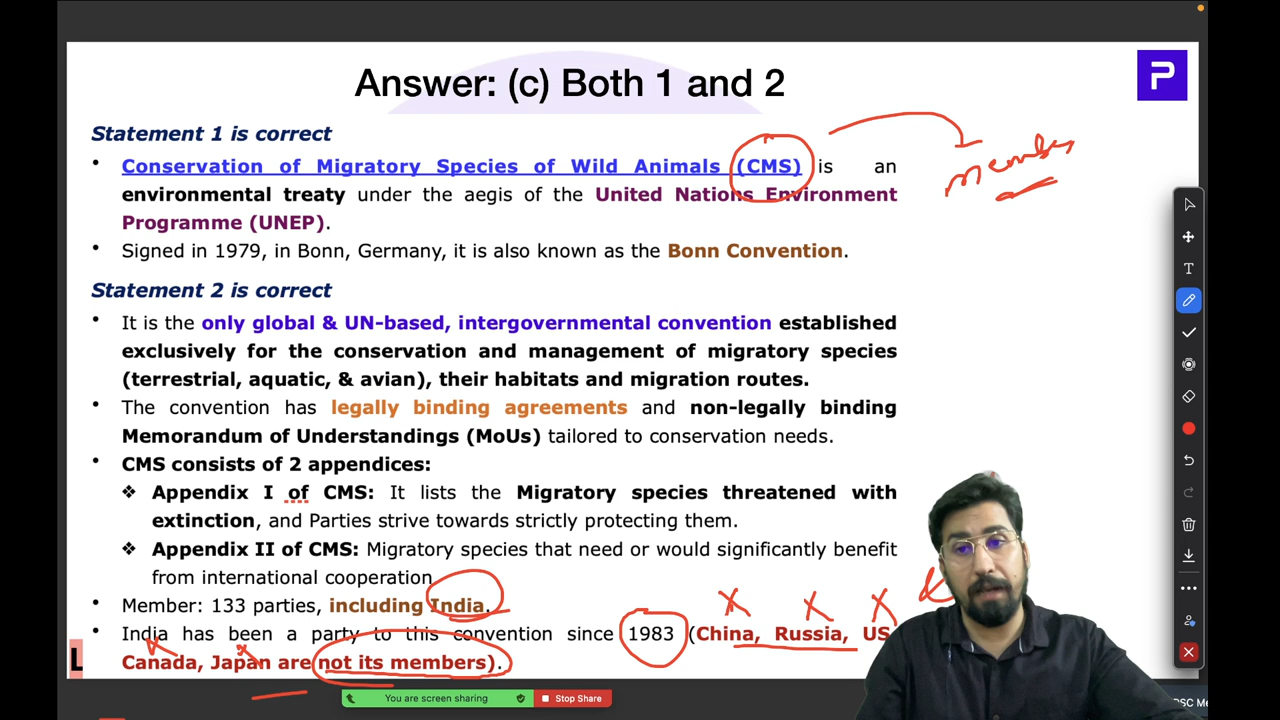 Answer: (c) Both 1 and 2
P
Statement 1 is correct
• Conservation of Migratory Species of Wild Animals (CMS) is an
environmental treaty under the aegis of the United Nations Environment
Programme (UNEP).
member
• Signed in 1979, in Bonn, Germany, it is also known as the Bonn Convention.
Statement 2 is correct
• It is the only global & UN-based, intergovernmental convention established
exclusively for the conservation and management of migratory species
(terrestrial, aquatic, & avian), their habitats and migration routes.
• The convention has legally binding agreements and non-legally binding
Memorandum of Understandings (MoUs) tailored to conservation needs.
• CMS consists of 2 appendices:
❖ Appendix I of CMS: It lists the Migratory species threatened with
extinction, and Parties strive towards strictly protecting them.
❖ Appendix II of CMS: Migratory species that need or would significantly benefit
from international cooperation
• Member: 133 parties, including India.
• India has been a party to this convention since 1983 (China, Russia, US,
Canada, Japan are not its members).
L
You are screen sharing
Stop Share
T